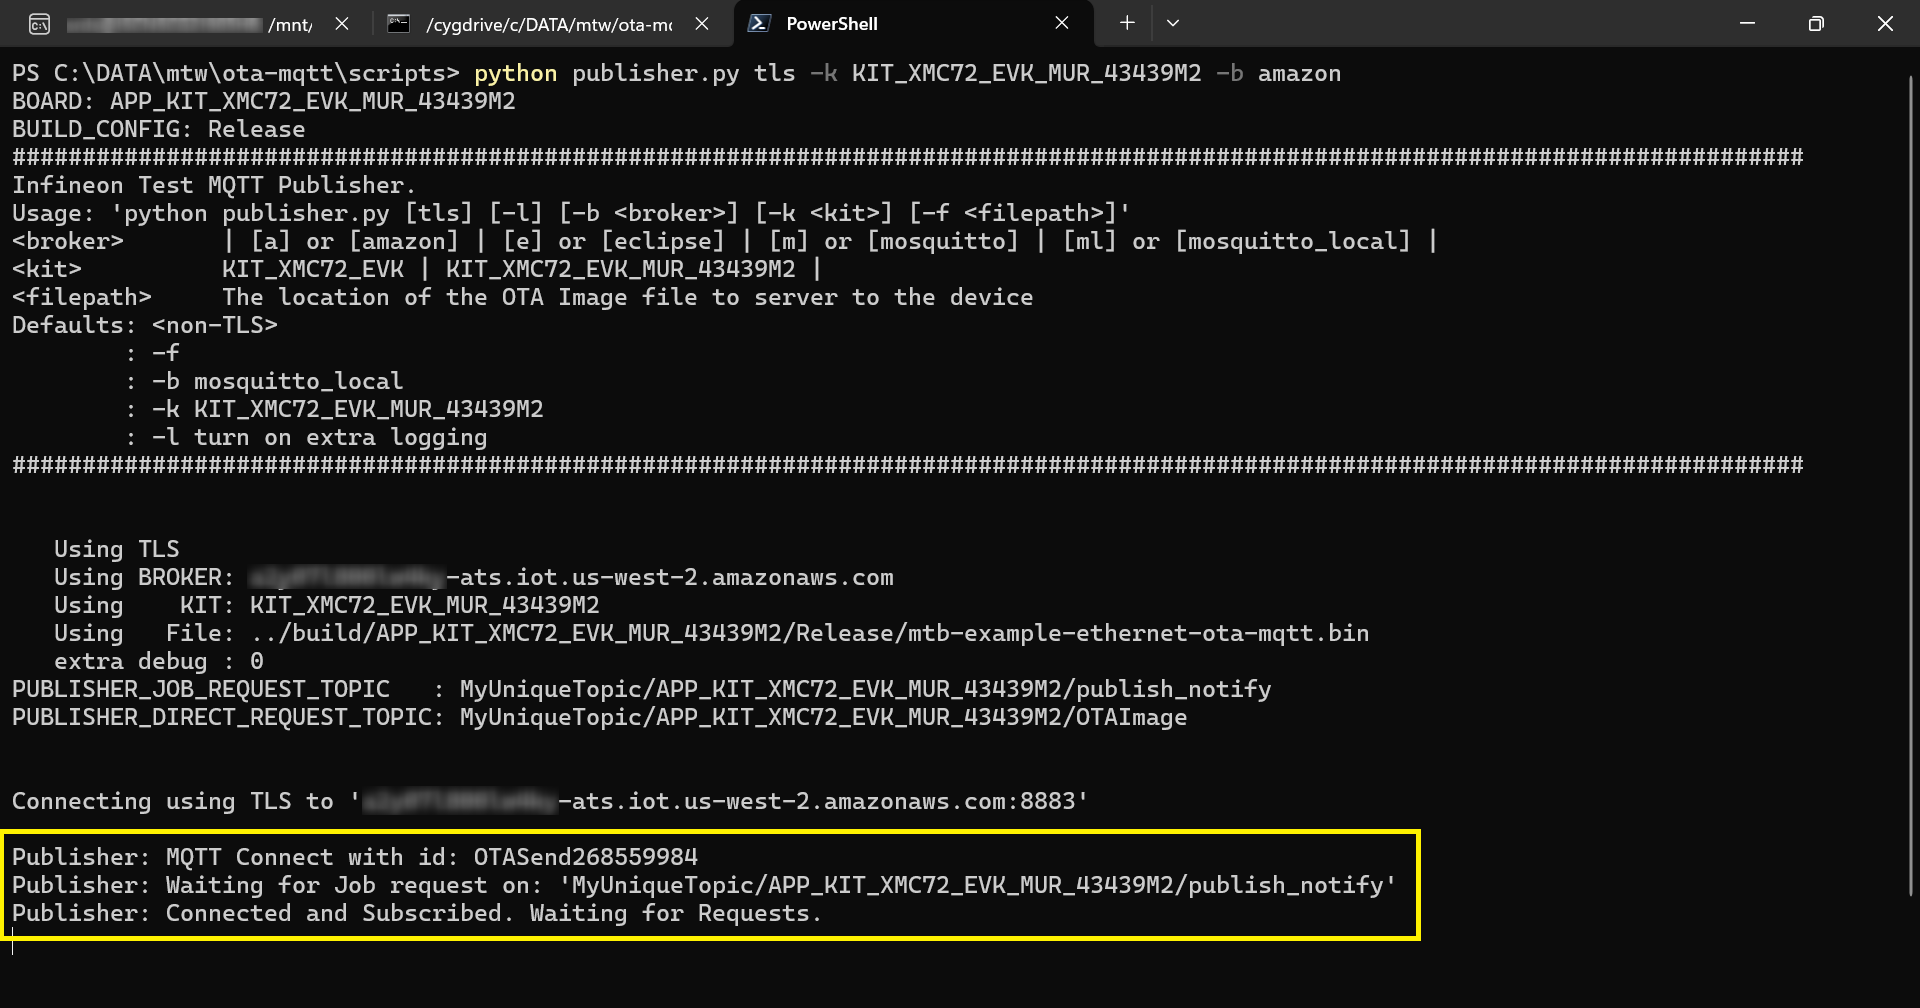 /mnt/
/cygdrive/c/DATA/mtw/ota-mc
PowerShell
PS C:\DATA\mtw\ota-mqtt\scripts> python publisher.py tls -k KIT_XMC72_EVK_MUR_43439M2 -b amazon
BOARD: APP_KIT_XMC72_EVK_MUR_43439M2
BUILD_CONFIG: Release
################################################################################################################################
Infineon Test MQTT Publisher.
Usage: 'python publisher.py [tls] [-l] [-b <broker>] [-k <kit>] [-f <filepath>]'
<broker>       | [a] or [amazon] | [e] or [eclipse] | [m] or [mosquitto] | [ml] or [mosquitto_local] |
<kit>          KIT_XMC72_EVK | KIT_XMC72_EVK_MUR_43439M2 |
<filepath>     The location of the OTA Image file to server to the device
Defaults: <non-TLS>
        : -f
        : -b mosquitto_local
        : -k KIT_XMC72_EVK_MUR_43439M2
        : -l turn on extra logging
################################################################################################################################
   Using TLS
   Using BROKER: -ats.iot.us-west-2.amazonaws.com
   Using    KIT: KIT_XMC72_EVK_MUR_43439M2
   Using   File: ../build/APP_KIT_XMC72_EVK_MUR_43439M2/Release/mtb-example-ethernet-ota-mqtt.bin
   extra debug : 0
PUBLISHER_JOB_REQUEST_TOPIC   : MyUniqueTopic/APP_KIT_XMC72_EVK_MUR_43439M2/publish_notify
PUBLISHER_DIRECT_REQUEST_TOPIC: MyUniqueTopic/APP_KIT_XMC72_EVK_MUR_43439M2/OTAImage
Connecting using TLS to '-ats.iot.us-west-2.amazonaws.com:8883'
Publisher: MQTT Connect with id: OTASend268559984
Publisher: Waiting for Job request on: 'MyUniqueTopic/APP_KIT_XMC72_EVK_MUR_43439M2/publish_notify'
Publisher: Connected and Subscribed. Waiting for Requests.